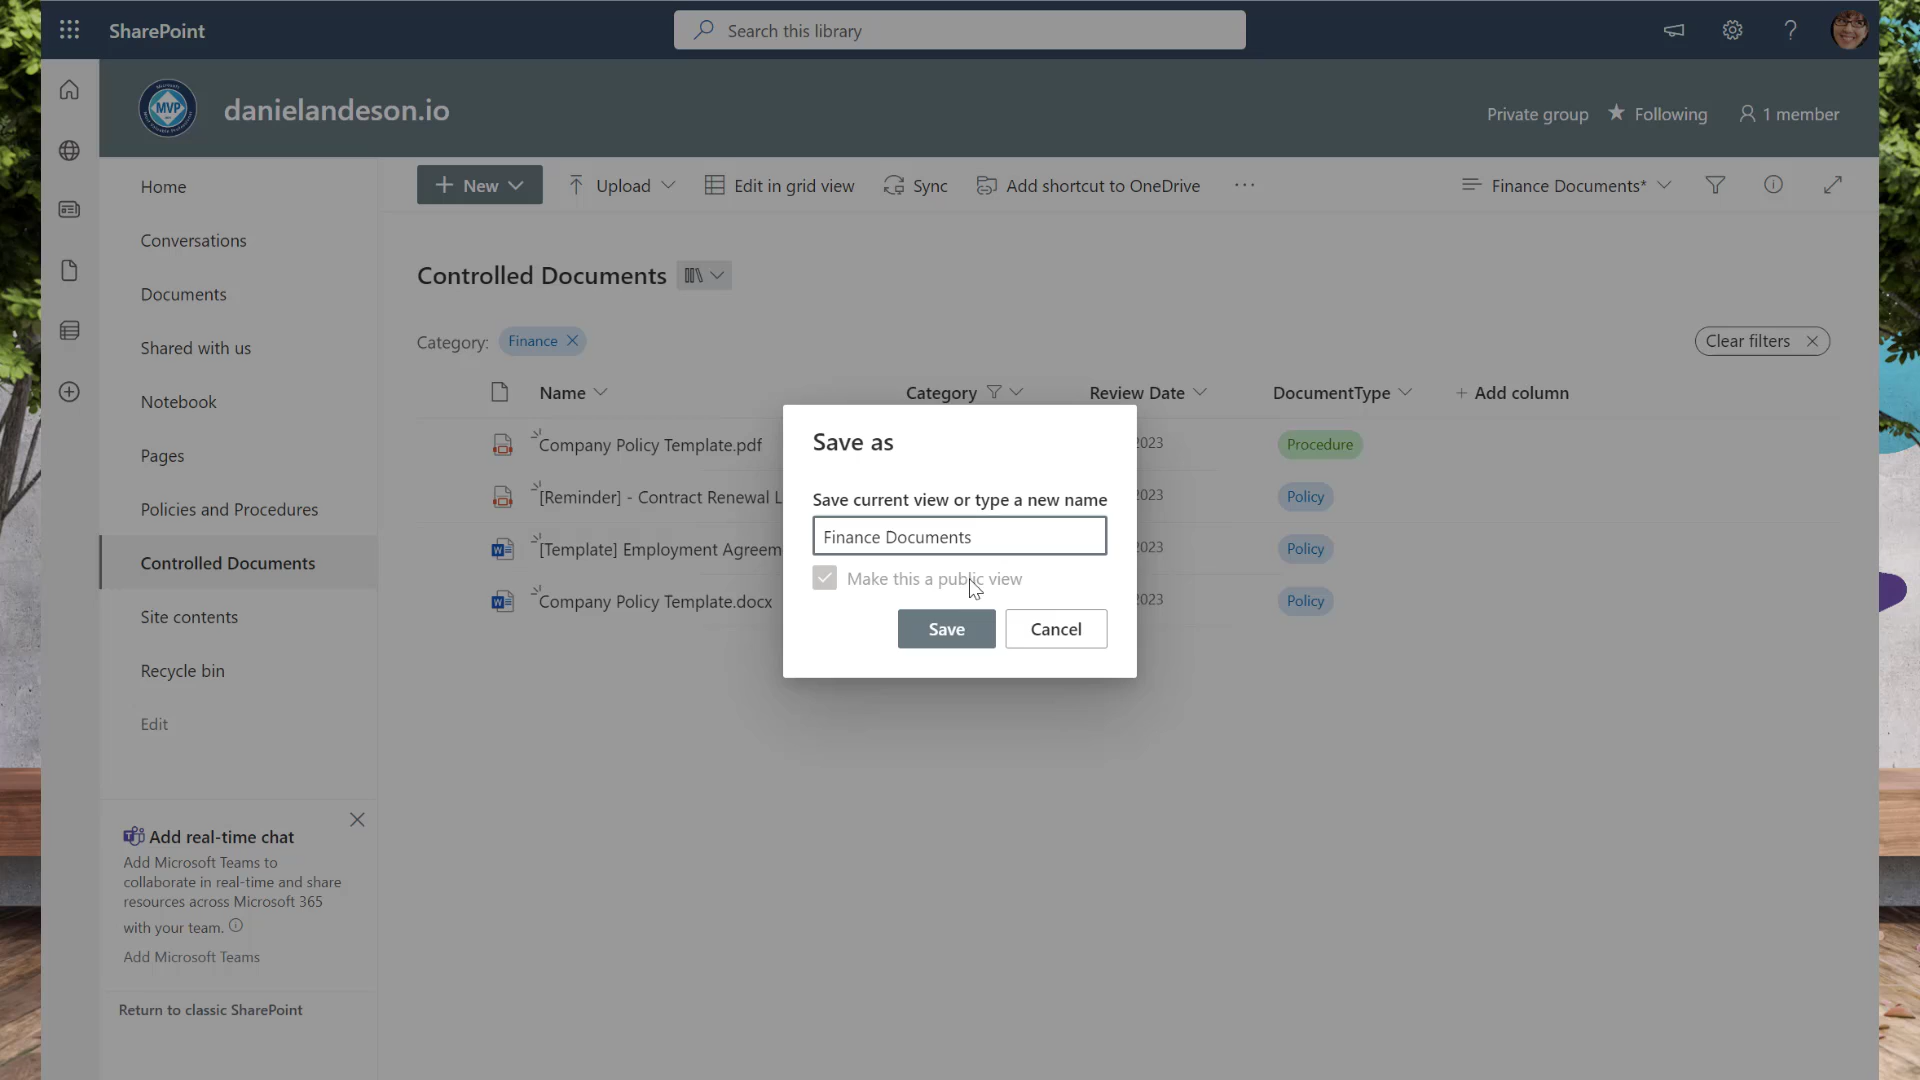 SharePoint
Search this library
MVP
danielandeson.io
Private group
Following
1 member
Home
Conversations
Documents
Shared with us
Notebook
Pages
Policies and Procedures
Controlled Documents
Site contents
Recycle bin
Edit
Add real-time chat
Add Microsoft Teams to
collaborate in real-time and share
resources across Microsoft 365
with your team.
Add Microsoft Teams
Return to classic SharePoint
New
Upload
Edit in grid view
Sync
Add shortcut to OneDrive
Finance Documents*
Controlled Documents
Category:
Finance
Clear filters
Name
Category
Review Date
DocumentType
+ Add column
Company Policy Template.pdf
2023
Procedure
[Reminder] - Contract Renewal L
2023
Policy
[Template] Employment Agreem
2023
Policy
Company Policy Template.docx
2023
Policy
Save as
Save current view or type a new name
Finance Documents
Make this a public view
Save
Cancel